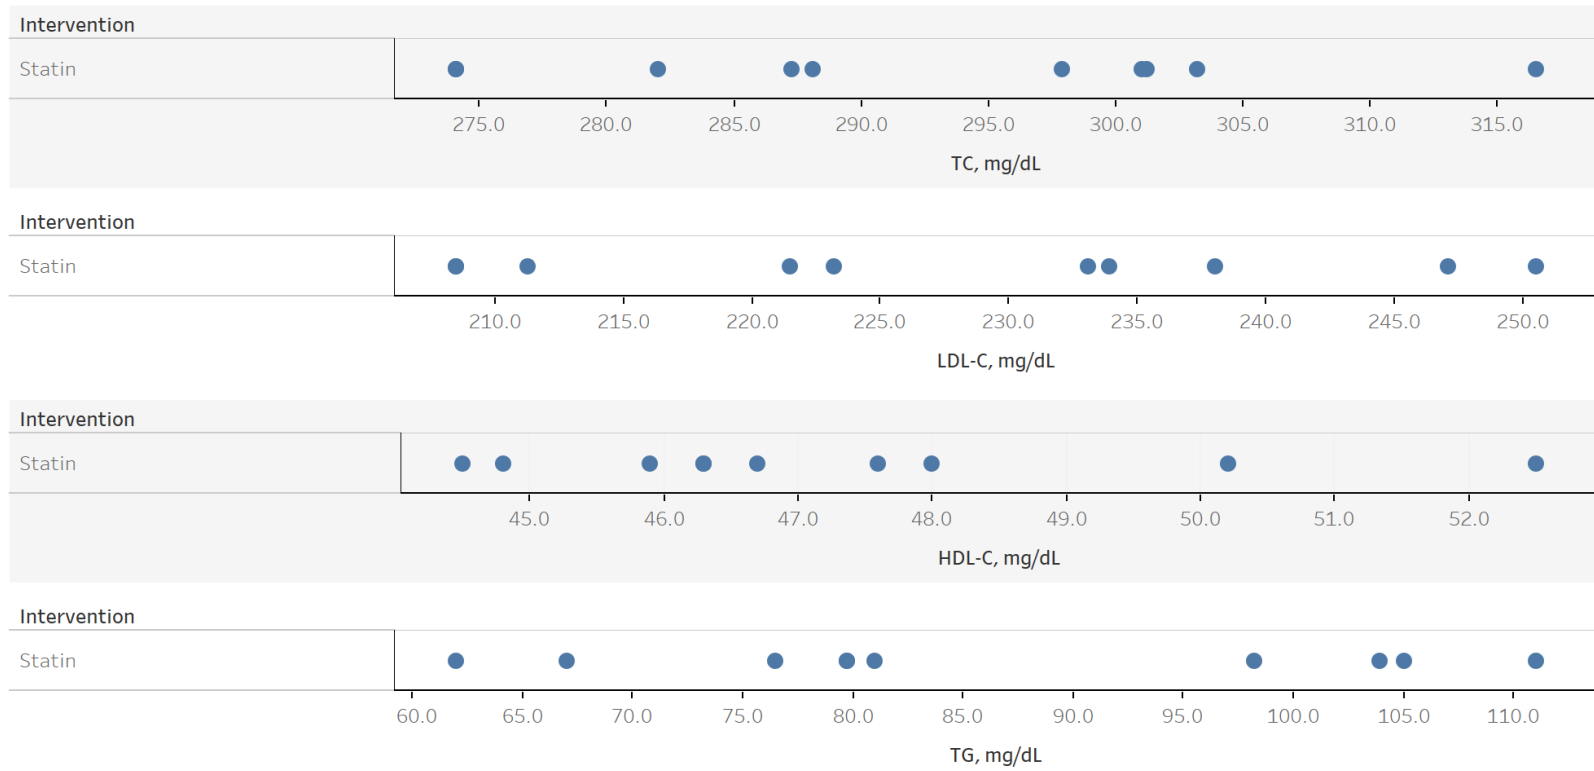 Intervention
Statin
275.0 280.0 285.0 290.0 295.0 300.0 305.0 310.0 315.0
TC, mg/dL
Intervention
Statin
210.0 215.0 220.0 225.0 230.0 235.0 240.0 245.0 250.0
LDL-C, mg/dL
Intervention
Statin
45.0 46.0 47.0 48.0 49.0 50.0 51.0 52.0
HDL-C, mg/dL
Intervention
Statin
60.0 65.0 70.0 75.0 80.0 85.0 90.0 95.0 100.0 105.0 110.0
TG, mg/dL